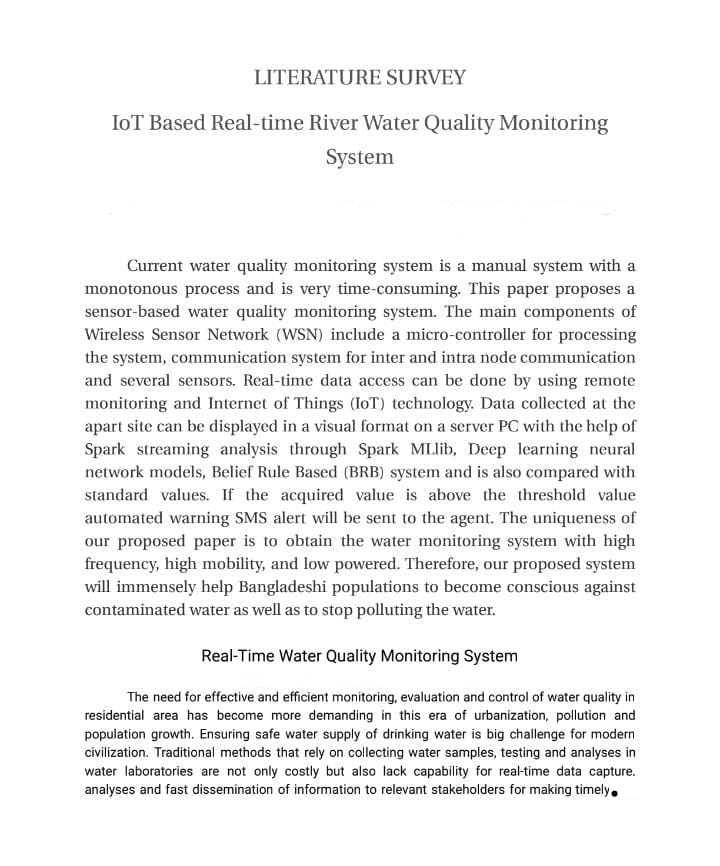 LITERATURE SURVEY
IoT Based Real-time River Water Quality Monitoring
System
Current water quality monitoring system is a manual system with a
monotonous process and is very time-consuming. This paper proposes a
sensor-based water quality monitoring system. The main components of
Wireless Sensor Network (WSN) include a micro-controller for processing
the system, communication system for inter and intra node communication
and several sensors. Real-time data access can be done by using remote
monitoring and Internet of Things (IoT) technology. Data collected at the
apart site can be displayed in a visual format on a server PC with the help of
Spark streaming analysis through Spark MLlib, Deep learning neural
network models, Belief Rule Based (BRB) system and is also compared with
standard values. If the acquired value is above the threshold value
automated warning SMS alert will be sent to the agent. The uniqueness of
our proposed paper is to obtain the water monitoring system with high
frequency, high mobility, and low powered. Therefore, our proposed system
will immensely help Bangladeshi populations to become conscious against
contaminated water as well as to stop polluting the water.
Real-Time Water Quality Monitoring System
The need for effective and efficient monitoring, evaluation and control of water quality in
residential area has become more demanding in this era of urbanization, pollution and
population growth. Ensuring safe water supply of drinking water is big challenge for modern
civilization. Traditional methods that rely on collecting water samples, testing and analyses in
water laboratories are not only costly but also lack capability for real-time data capture.
analyses and fast dissemination of information to relevant stakeholders for making timely.